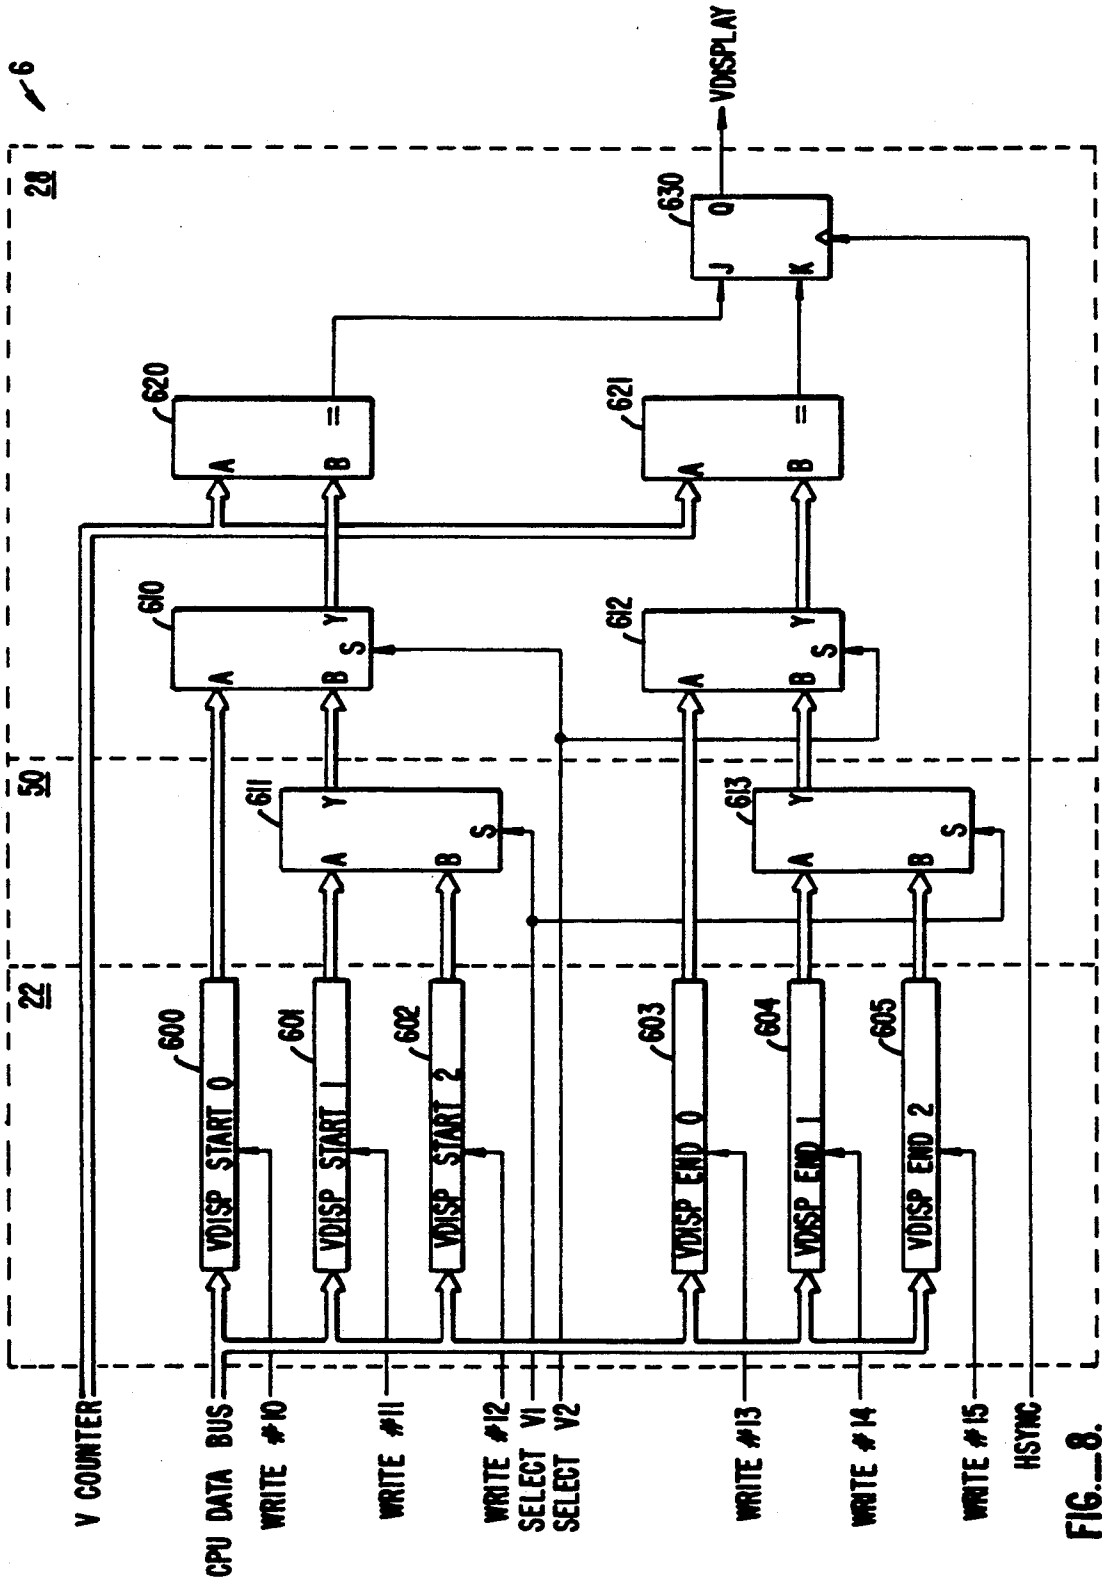 6
28
50
22
V COUNTER
CPU DATA BUS
WRITE #10
WRITE #11
WRITE #12
SELECT V1
SELECT V2
WRITE #13
WRITE #14
WRITE #15
HSYNC
600
VDISP START 0
601
VDISP START 1
602
VDISP START 2
603
VDISP END 0
604
VDISP END 1
605
VDISP END 2
611
A
B
S
Y
613
A
B
S
Y
610
A
B
S
Y
612
A
B
S
Y
620
A
B
=
621
A
B
=
630
J
K
Q
VDISPLAY
FIG.__8.